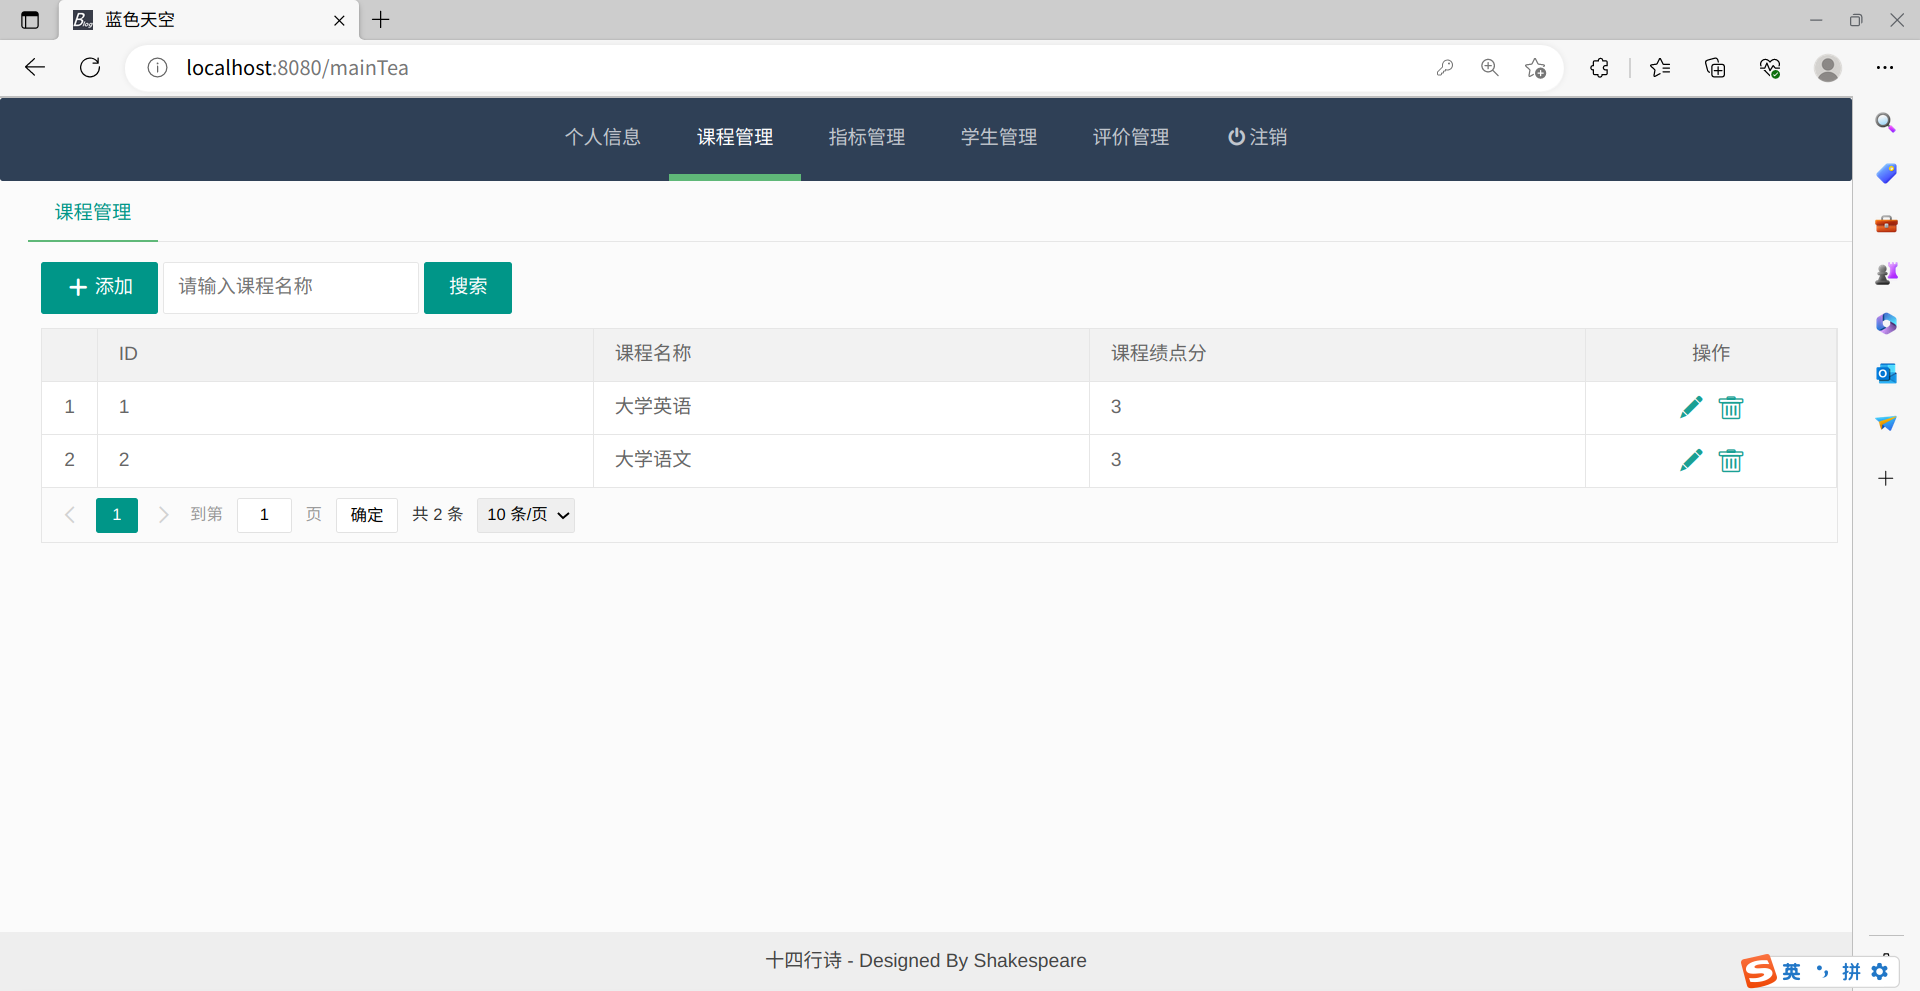 Blog 蓝色天空
localhost:8080/mainTea
个人信息 课程管理 指标管理 学生管理 评价管理 注销
课程管理
添加 请输入课程名称 搜索
ID 课程名称 课程绩点分 操作
1 1 大学英语 3
2 2 大学语文 3
1 到第 1 页 确定 共 2 条 10 条/页
十四行诗 - Designed By Shakespeare
S 英 拼